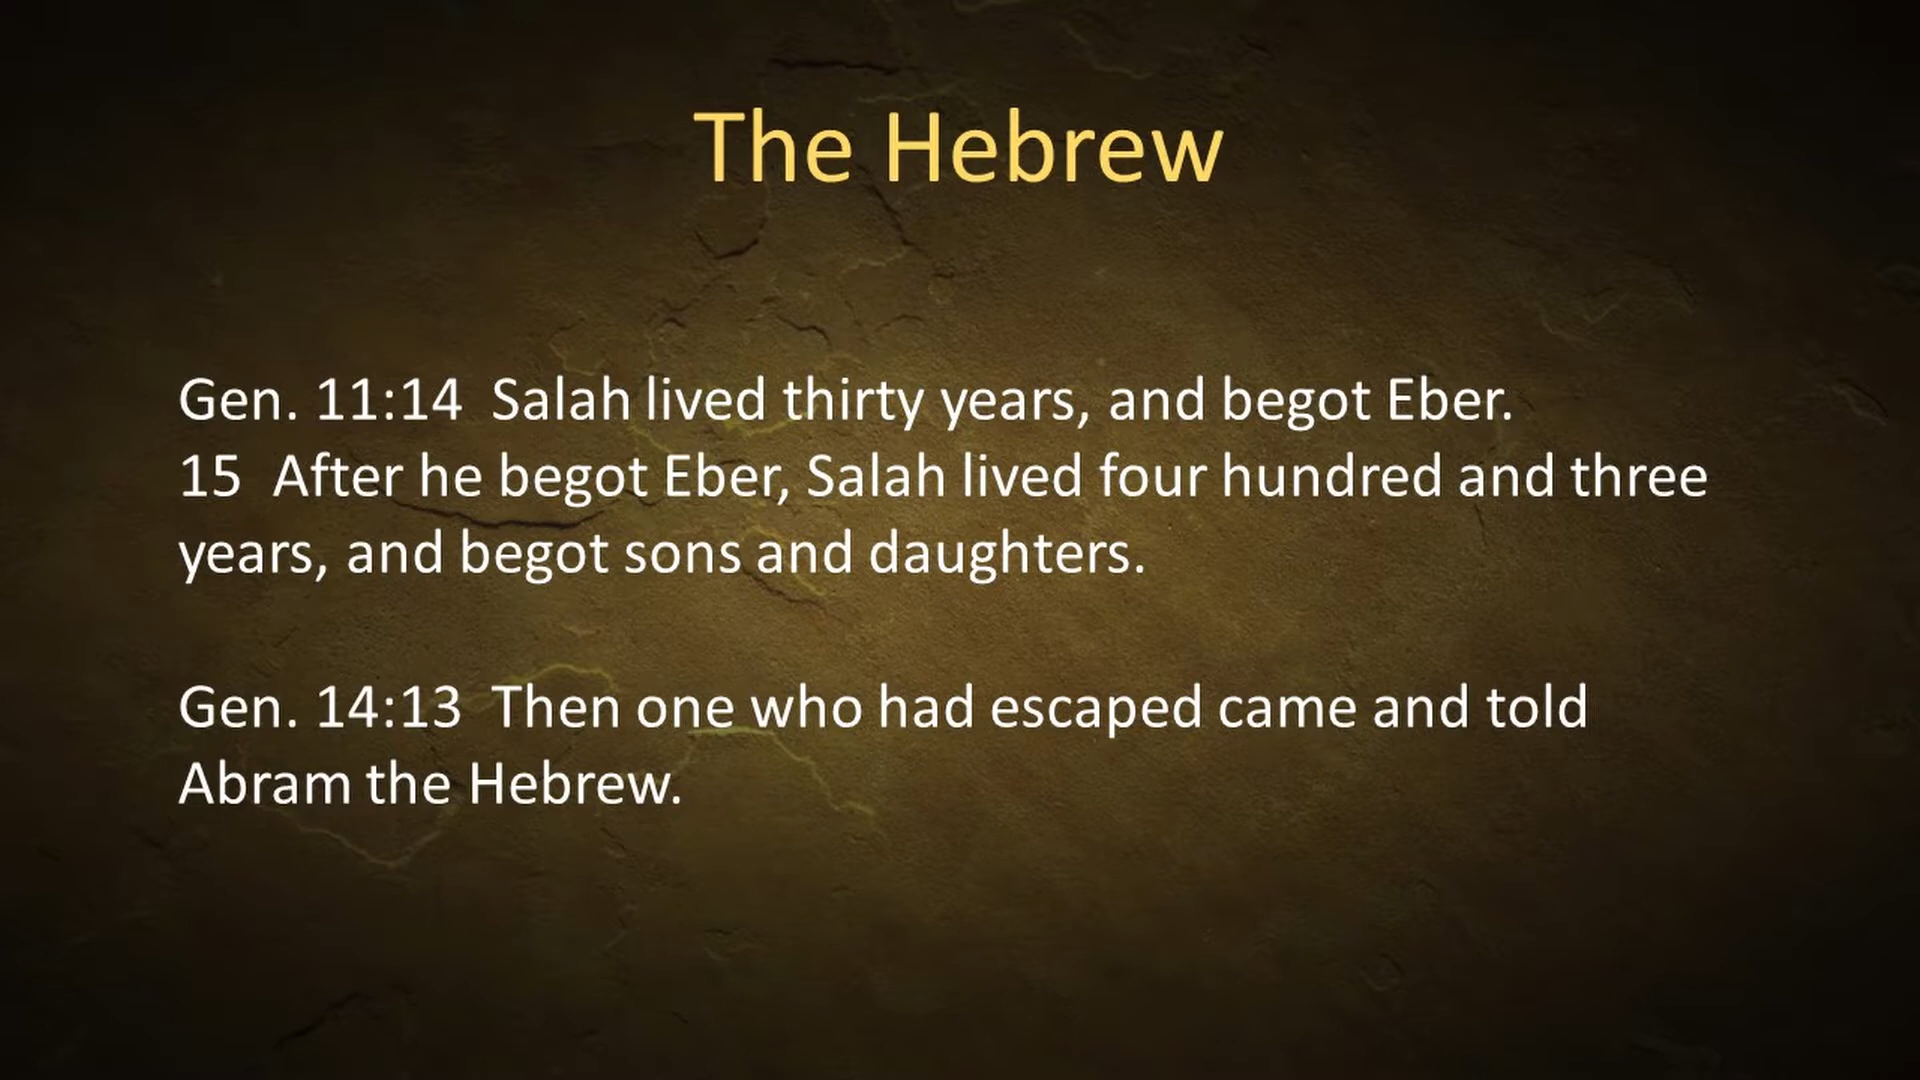 The Hebrew
Gen. 11:14  Salah lived thirty years, and begot Eber.
15  After he begot Eber, Salah lived four hundred and three
years, and begot sons and daughters.
Gen. 14:13  Then one who had escaped came and told
Abram the Hebrew.